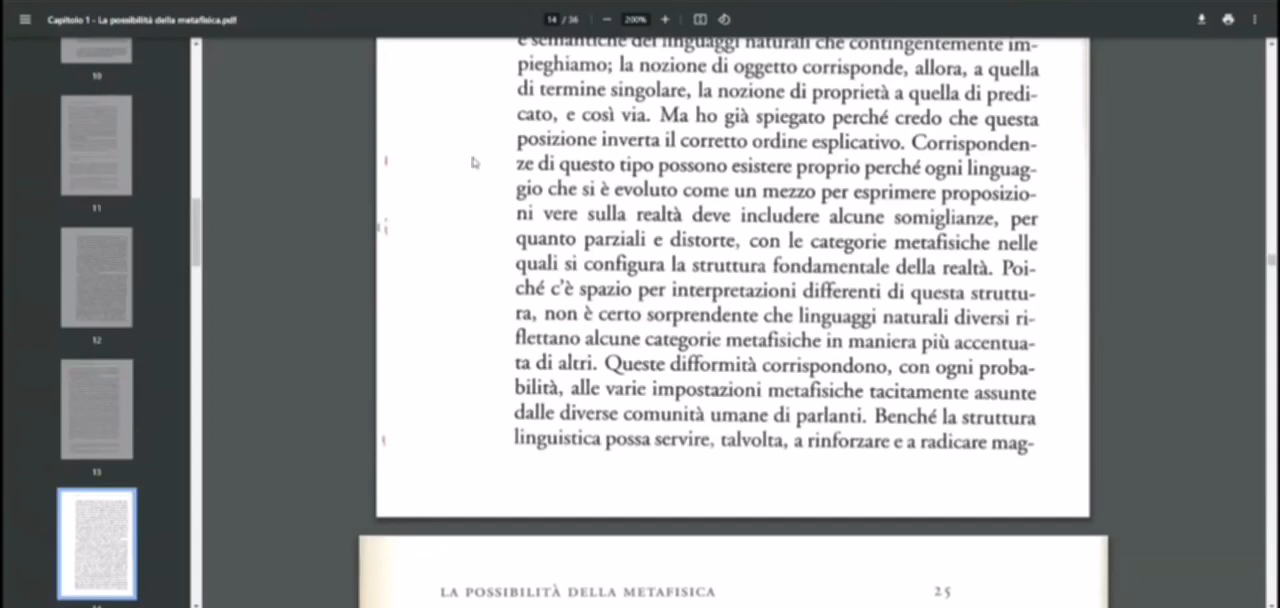 Capitolo 1 - La possibilità della metafisica.pdf
14 / 36
200%
10
11
12
13
e semantiche dei linguaggi naturali che contingentemente im-
pieghiamo; la nozione di oggetto corrisponde, allora, a quella
di termine singolare, la nozione di proprietà a quella di predi-
cato, e così via. Ma ho già spiegato perché credo che questa
posizione inverta il corretto ordine esplicativo. Corrisponden-
ze di questo tipo possono esistere proprio perché ogni linguag-
gio che si è evoluto come un mezzo per esprimere proposizio-
ni vere sulla realtà deve includere alcune somiglianze, per
quanto parziali e distorte, con le categorie metafisiche nelle
quali si configura la struttura fondamentale della realtà. Poi-
ché c'è spazio per interpretazioni differenti di questa struttu-
ra, non è certo sorprendente che linguaggi naturali diversi ri-
flettano alcune categorie metafisiche in maniera più accentua-
ta di altri. Queste difformità corrispondono, con ogni proba-
bilità, alle varie impostazioni metafisiche tacitamente assunte
dalle diverse comunità umane di parlanti. Benché la struttura
linguistica possa servire, talvolta, a rinforzare e a radicare mag-
LA POSSIBILITÀ DELLA METAFISICA 25